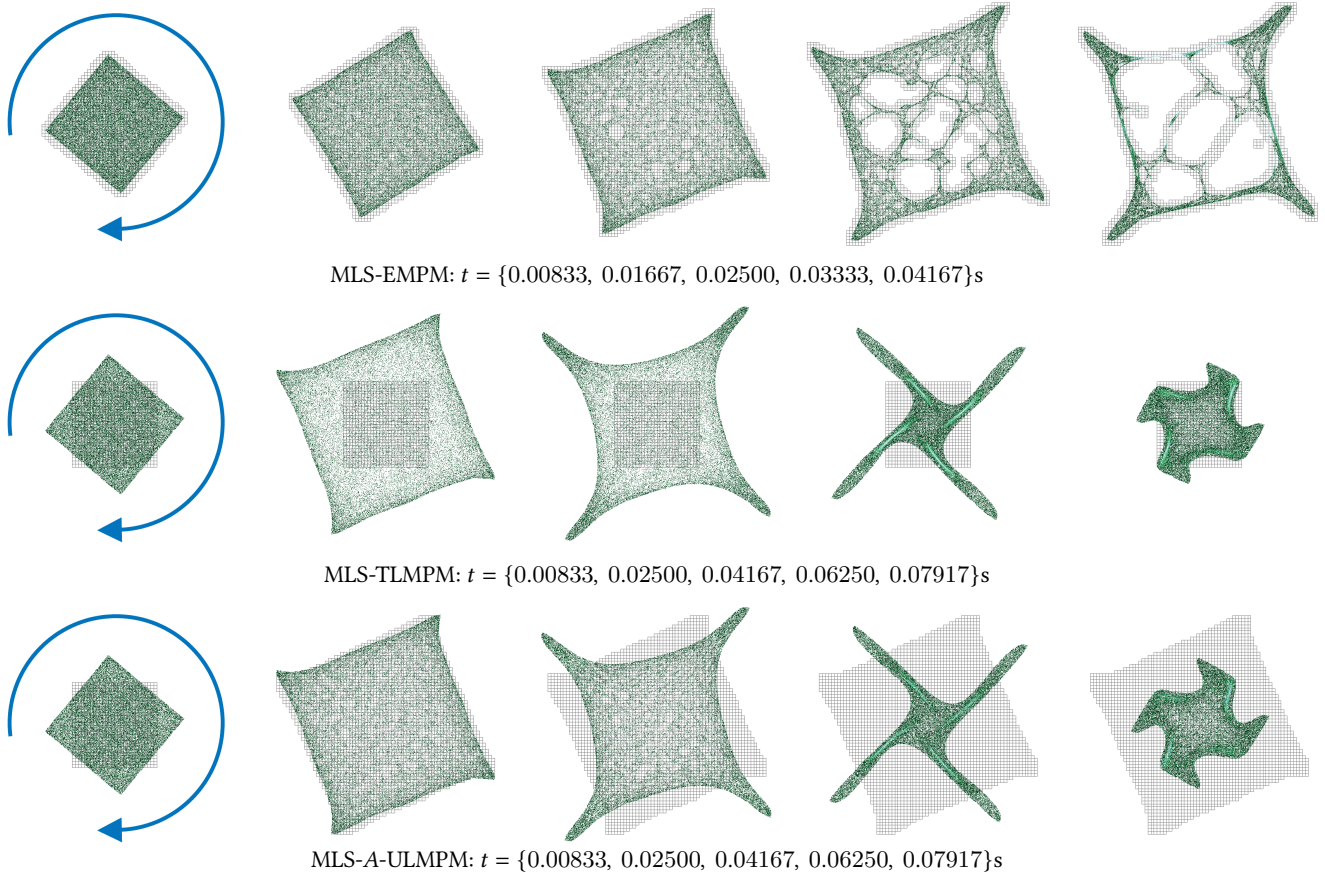 MLS-EMPM: t = {0.00833, 0.01667, 0.02500, 0.03333, 0.04167}s
MLS-TLMPM: t = {0.00833, 0.02500, 0.04167, 0.06250, 0.07917}s
MLS-A-ULMPM: t = {0.00833, 0.02500, 0.04167, 0.06250, 0.07917}s